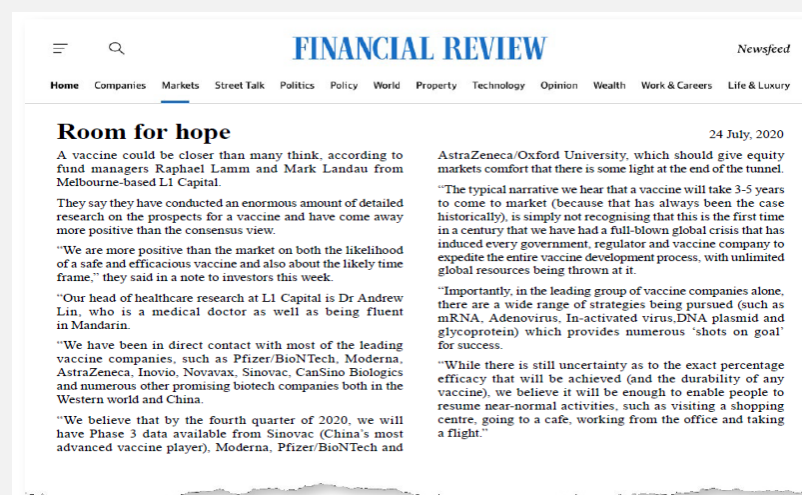 FINANCIAL REVIEW
Newsfeed
Home Companies Markets Street Talk Politics Policy World Property Technology Opinion Wealth Work & Careers Life & Luxury
Room for hope
24 July, 2020
A vaccine could be closer than many think, according to
fund managers Raphael Lamm and Mark Landau from
Melbourne-based L1 Capital.
They say they have conducted an enormous amount of detailed
research on the prospects for a vaccine and have come away
more positive than the consensus view.
“We are more positive than the market on both the likelihood
of a safe and efficacious vaccine and also about the likely time
frame,” they said in a note to investors this week.
“Our head of healthcare research at L1 Capital is Dr Andrew
Lin, who is a medical doctor as well as being fluent
in Mandarin.
“We have been in direct contact with most of the leading
vaccine companies, such as Pfizer/BioNTech, Moderna,
AstraZeneca, Inovio, Novavax, Sinovac, CanSino Biologics
and numerous other promising biotech companies both in the
Western world and China.
“We believe that by the fourth quarter of 2020, we will
have Phase 3 data available from Sinovac (China’s most
advanced vaccine player), Moderna, Pfizer/BioNTech and
AstraZeneca/Oxford University, which should give equity
markets comfort that there is some light at the end of the tunnel.
“The typical narrative we hear that a vaccine will take 3-5 years
to come to market (because that has always been the case
historically), is simply not recognising that this is the first time
in a century that we have had a full-blown global crisis that has
induced every government, regulator and vaccine company to
expedite the entire vaccine development process, with unlimited
global resources being thrown at it.
“Importantly, in the leading group of vaccine companies alone,
there are a wide range of strategies being pursued (such as
mRNA, Adenovirus, In-activated virus,DNA plasmid and
glycoprotein) which provides numerous ‘shots on goal’
for success.
“While there is still uncertainty as to the exact percentage
efficacy that will be achieved (and the durability of any
vaccine), we believe it will be enough to enable people to
resume near-normal activities, such as visiting a shopping
centre, going to a cafe, working from the office and taking
a flight.”